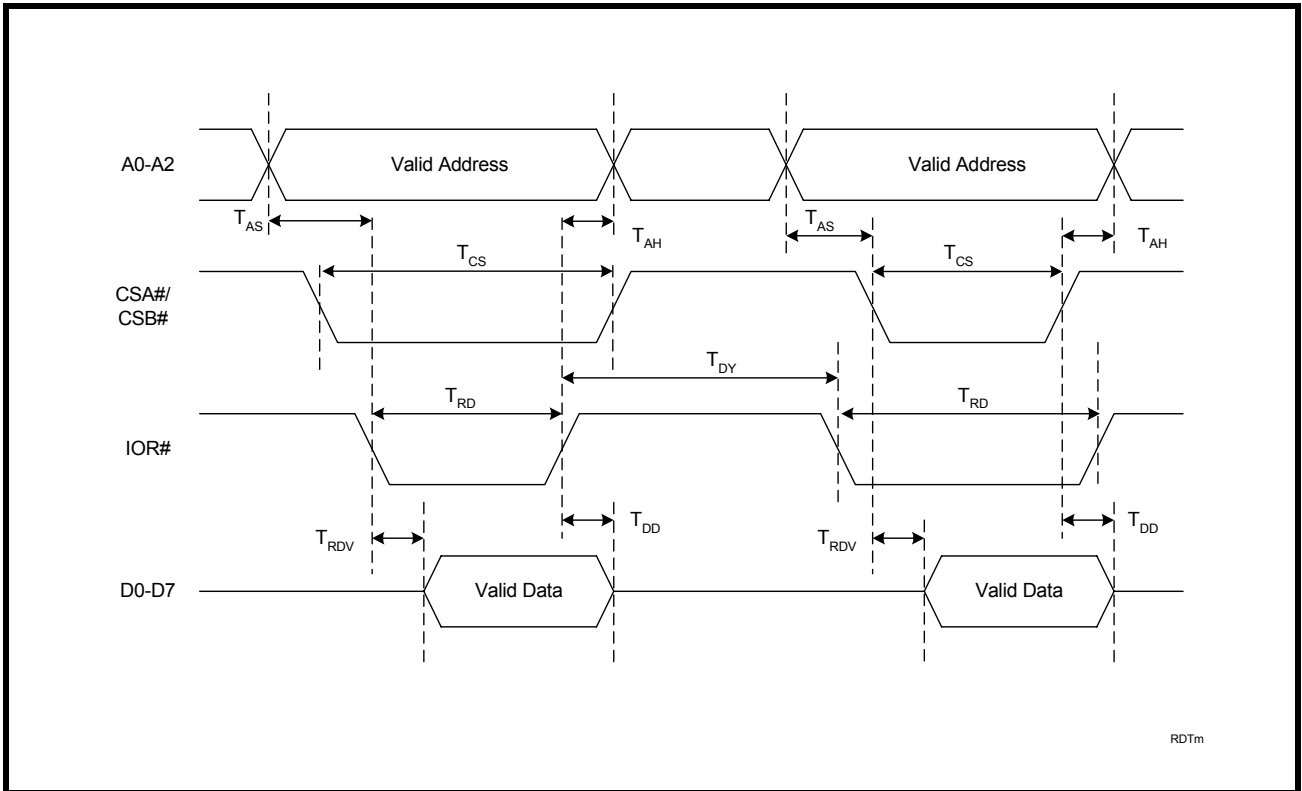 A0-A2
Valid Address
Valid Address
TAS
TAH
TAS
TAH
CSA#/
CSB#
TCS
TCS
TDY
IOR#
TRD
TRD
TRDV
TDD
TRDV
TDD
D0-D7
Valid Data
Valid Data
RDTm